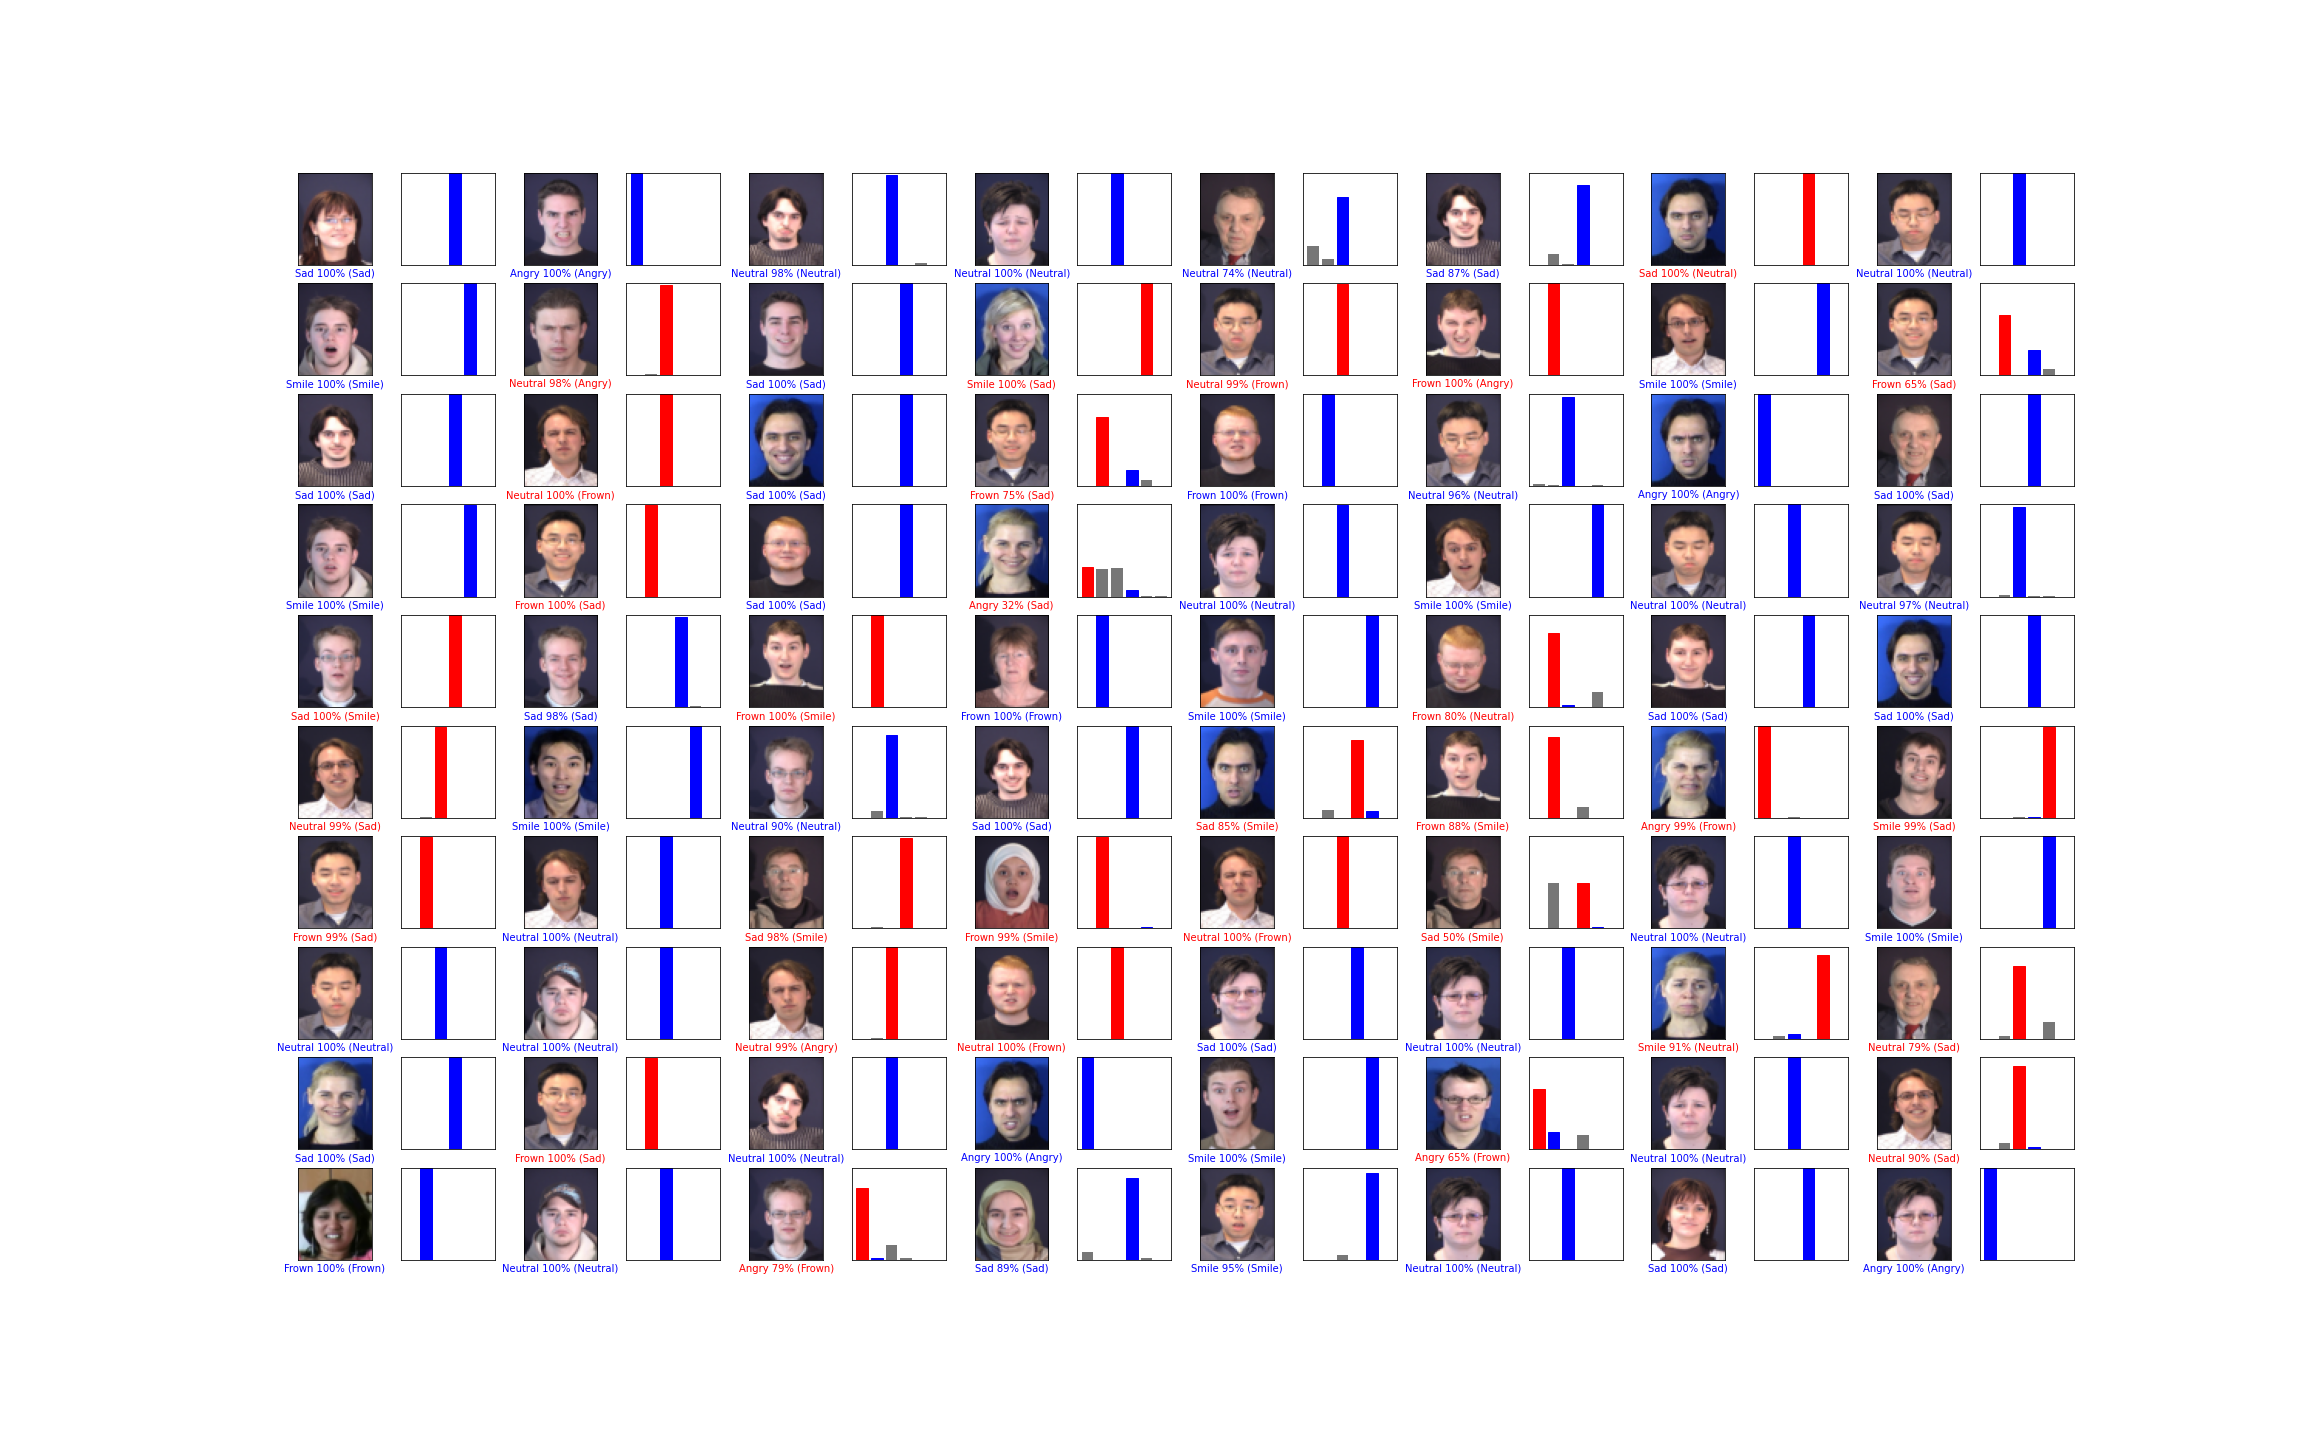 Sad 100% (Sad) Angry 100% (Angry) Neutral 98% (Neutral) Neutral 100% (Neutral) Neutral 74% (Neutral) Sad 87% (Sad) Sad 100% (Neutral) Neutral 100% (Neutral)
Smile 100% (Smile) Neutral 98% (Angry) Sad 100% (Sad) Smile 100% (Sad) Neutral 99% (Frown) Frown 100% (Angry) Smile 100% (Smile) Frown 65% (Sad)
Sad 100% (Sad) Neutral 100% (Frown) Sad 100% (Sad) Frown 75% (Sad) Frown 100% (Frown) Neutral 96% (Neutral) Angry 100% (Angry) Sad 100% (Sad)
Smile 100% (Smile) Frown 100% (Sad) Sad 100% (Sad) Angry 32% (Sad) Neutral 100% (Neutral) Smile 100% (Smile) Neutral 100% (Neutral) Neutral 97% (Neutral)
Sad 100% (Smile) Sad 98% (Sad) Frown 100% (Smile) Frown 100% (Frown) Smile 100% (Smile) Frown 80% (Neutral) Sad 100% (Sad) Sad 100% (Sad)
Neutral 99% (Sad) Smile 100% (Smile) Neutral 90% (Neutral) Sad 100% (Sad) Sad 85% (Smile) Frown 88% (Smile) Angry 99% (Frown) Smile 99% (Sad)
Frown 99% (Sad) Neutral 100% (Neutral) Sad 98% (Smile) Frown 99% (Smile) Neutral 100% (Frown) Sad 50% (Smile) Neutral 100% (Neutral) Smile 100% (Smile)
Neutral 100% (Neutral) Neutral 100% (Neutral) Neutral 99% (Angry) Neutral 100% (Frown) Sad 100% (Sad) Neutral 100% (Neutral) Smile 91% (Neutral) Neutral 79% (Sad)
Sad 100% (Sad) Frown 100% (Sad) Neutral 100% (Neutral) Angry 100% (Angry) Smile 100% (Smile) Angry 65% (Frown) Neutral 100% (Neutral) Neutral 90% (Sad)
Frown 100% (Frown) Neutral 100% (Neutral) Angry 79% (Frown) Sad 89% (Sad) Smile 95% (Smile) Neutral 100% (Neutral) Sad 100% (Sad) Angry 100% (Angry)